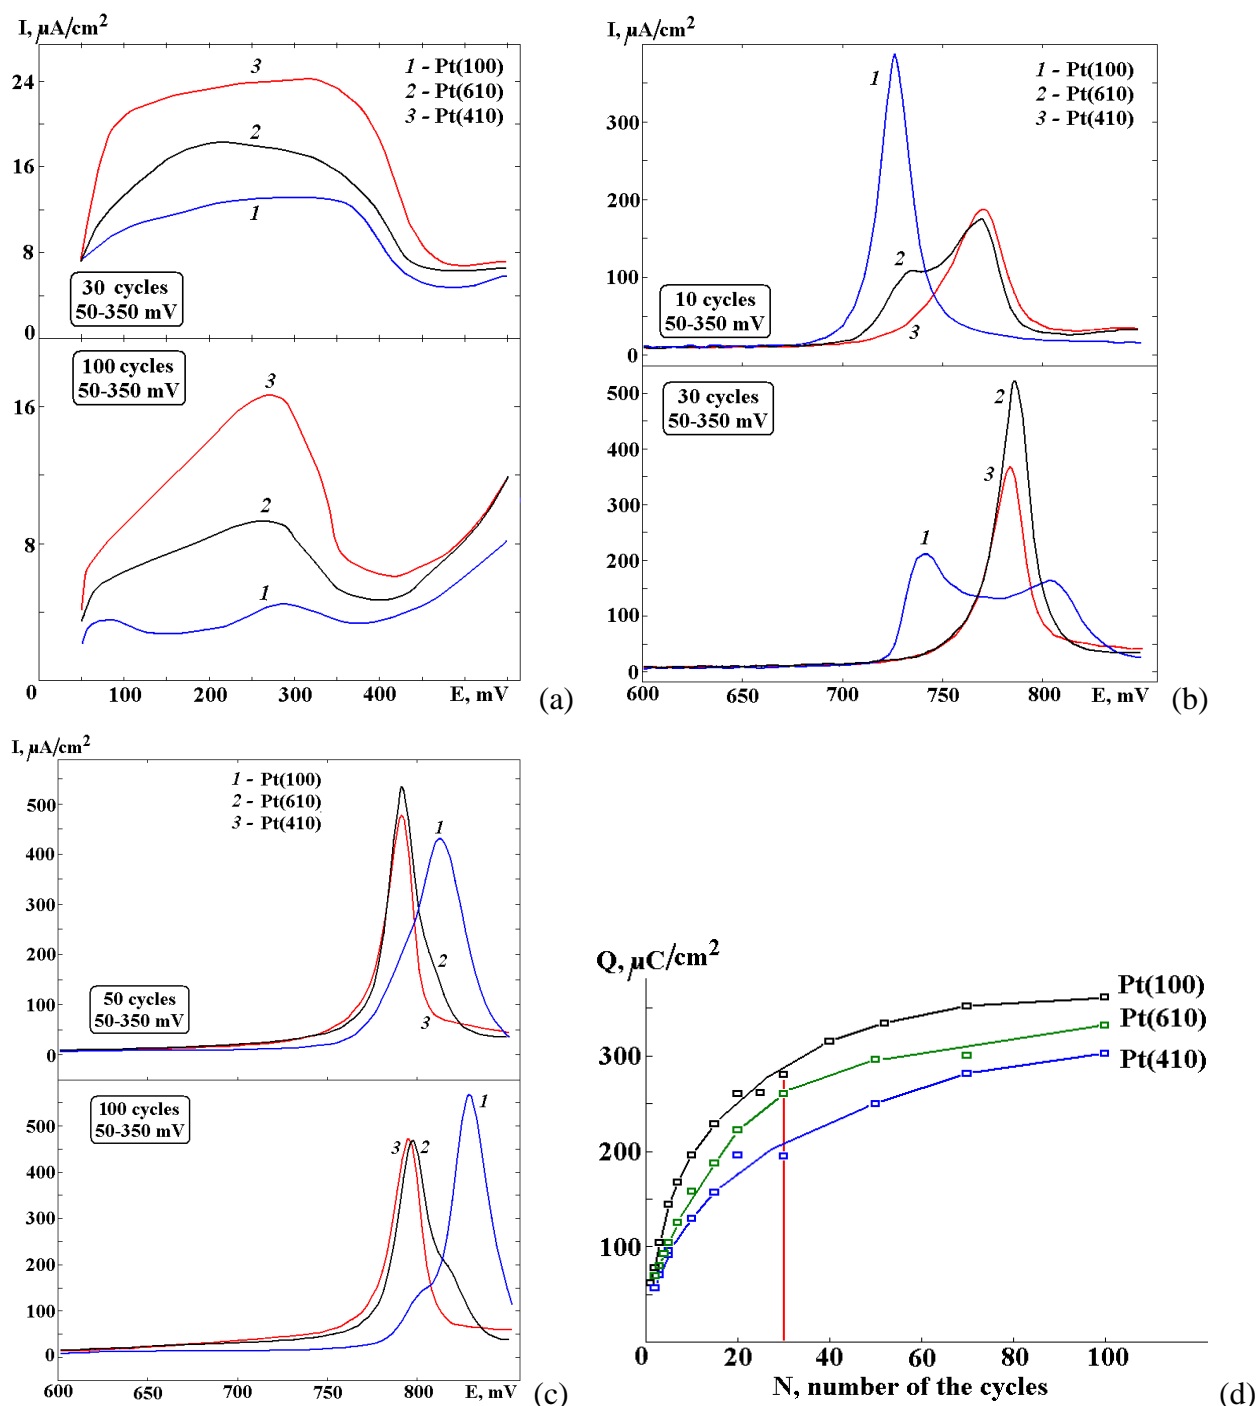 I, µA/cm²
24
16
8
0
3
2
1
1 - Pt(100)
2 - Pt(610)
3 - Pt(410)
30 cycles
50-350 mV
100 cycles
50-350 mV
16
8
3
2
1
0 100 200 300 400 E, mV
(a)
I, µA/cm²
300
200
100
0
1
2
3
1 - Pt(100)
2 - Pt(610)
3 - Pt(410)
10 cycles
50-350 mV
30 cycles
50-350 mV
500
400
300
200
100
0
2
3
1
600 650 700 750 800 E, mV
(b)
I, µA/cm²
500
400
300
200
100
0
1 - Pt(100)
2 - Pt(610)
3 - Pt(410)
1
2
3
50 cycles
50-350 mV
100 cycles
50-350 mV
500
400
300
200
100
0
1
3 2
600 650 700 750 800 E, mV
(c)
Q, µC/cm²
300
200
100
Pt(100)
Pt(610)
Pt(410)
0 20 40 60 80 100
N, number of the cycles
(d)